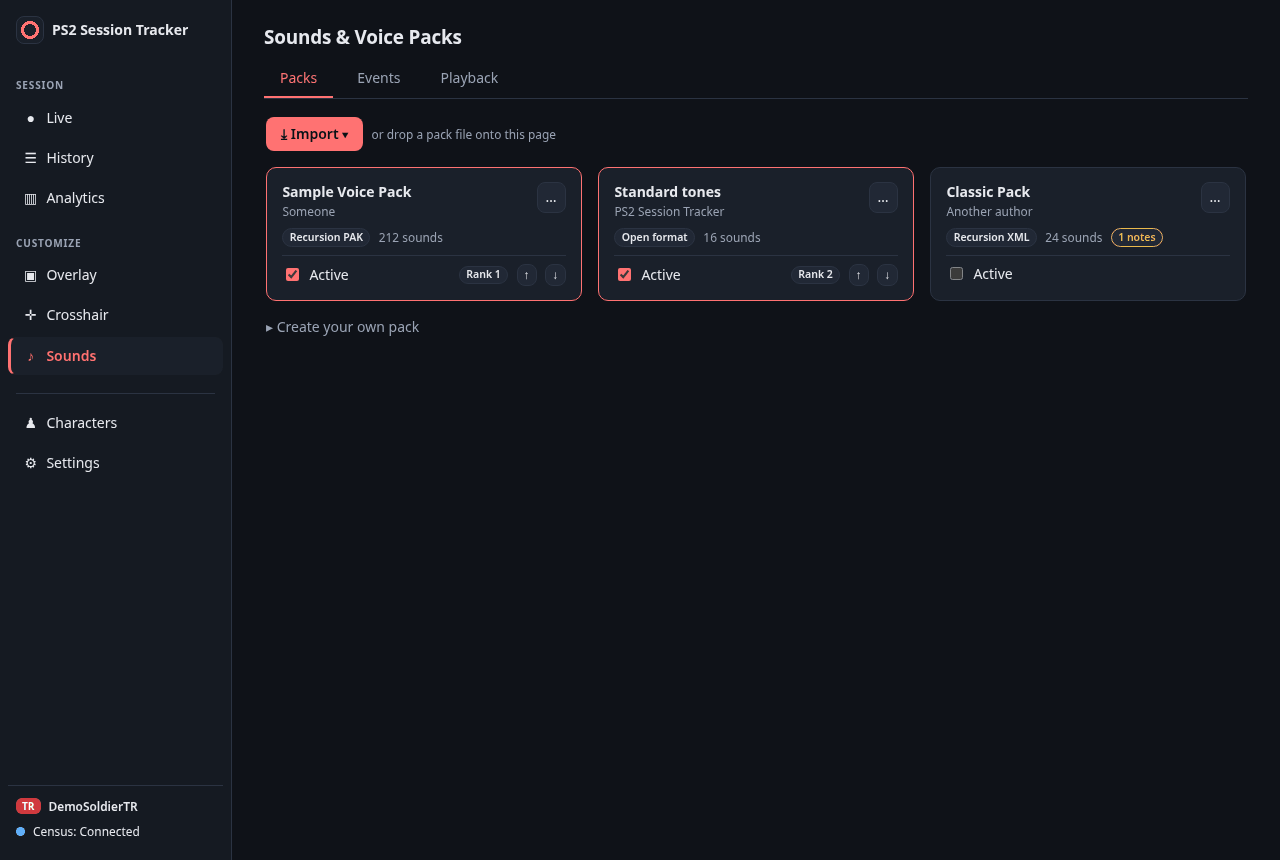 PS2 Session Tracker
SESSION
Live
History
Analytics
CUSTOMIZE
Overlay
Crosshair
Sounds
Characters
Settings
TR DemoSoldierTR
Census: Connected
Sounds & Voice Packs
Packs Events Playback
Import or drop a pack file onto this page
Sample Voice Pack ...
Someone
Recursion PAK 212 sounds
Active Rank 1 ↑ ↓
Standard tones ...
PS2 Session Tracker
Open format 16 sounds
Active Rank 2 ↑ ↓
Classic Pack ...
Another author
Recursion XML 24 sounds 1 notes
Active
▸ Create your own pack